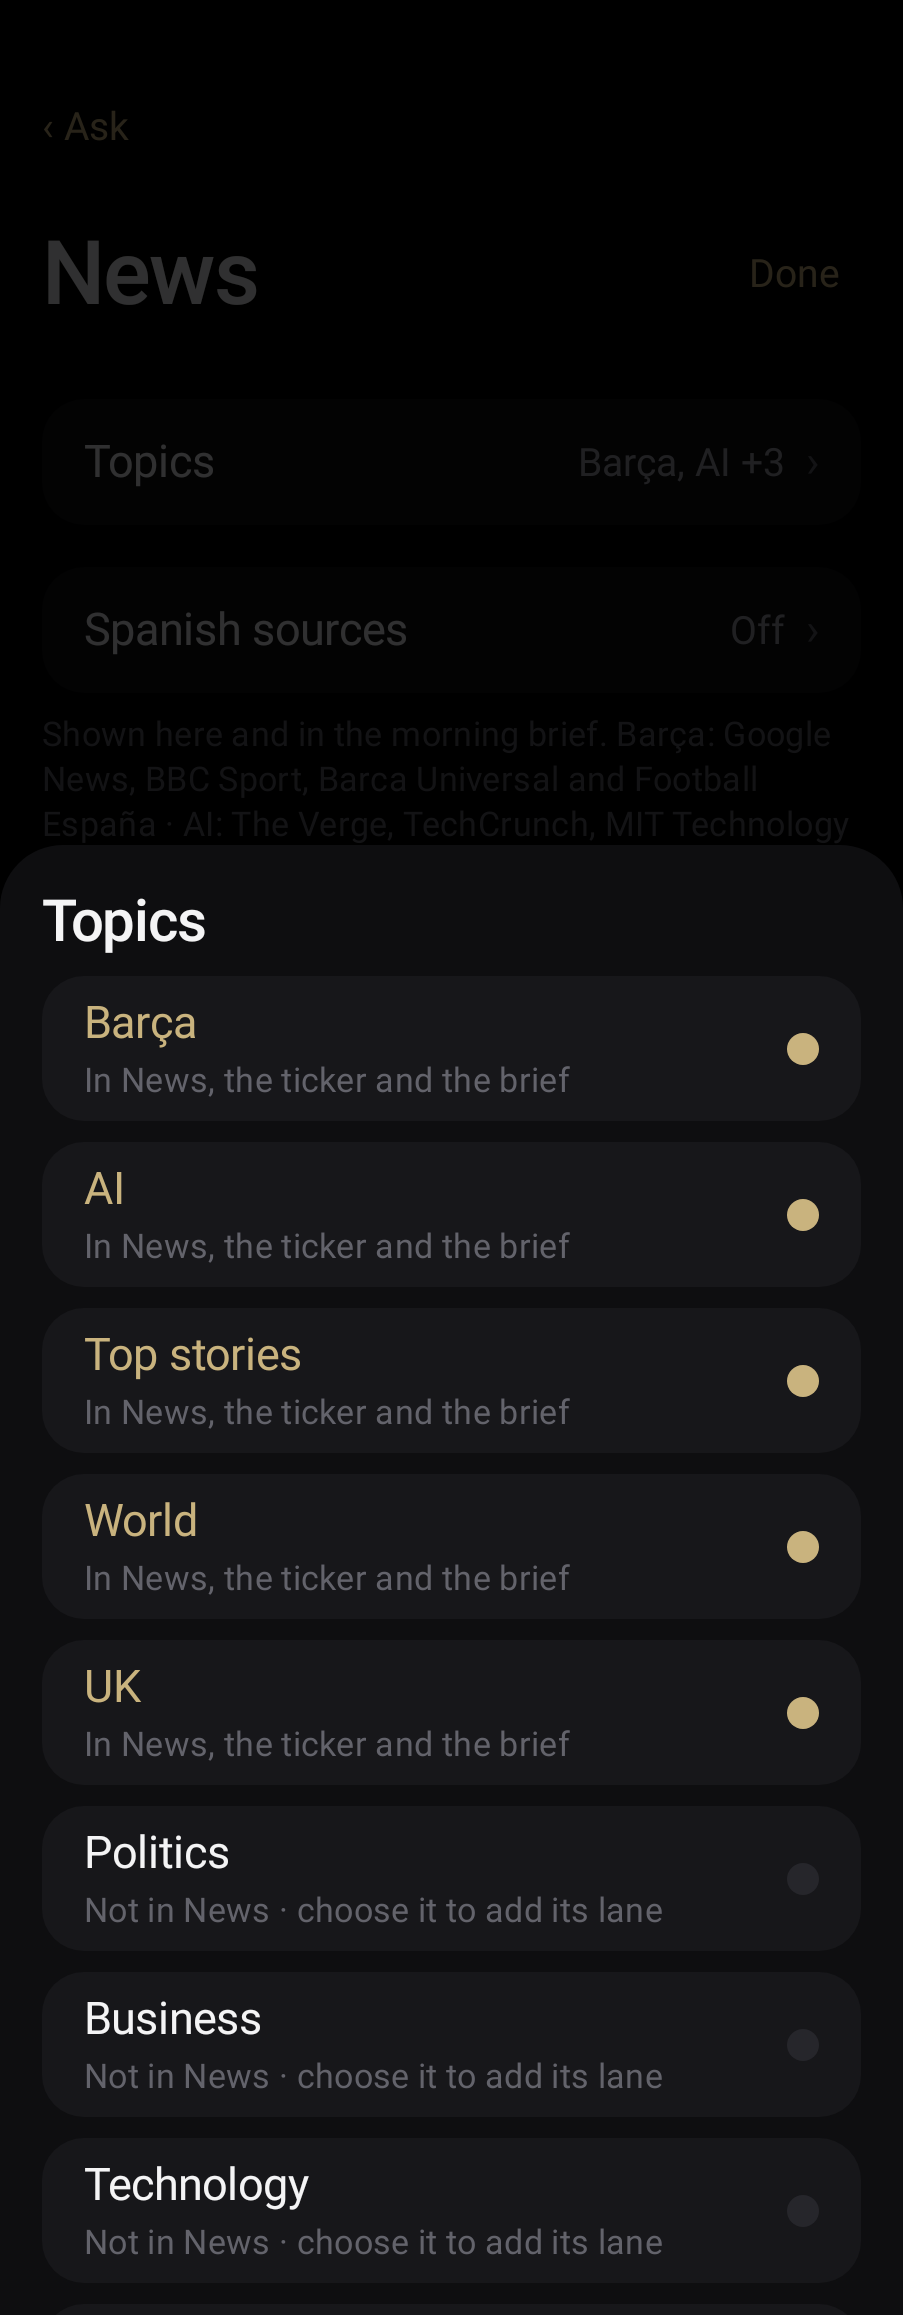 ‹ Ask
News
Done
Topics
Barça, AI +3 ›
Spanish sources
Off ›
Shown here and in the morning brief. Barça: Google
News, BBC Sport, Barca Universal and Football
España · AI: The Verge, TechCrunch, MIT Technology
Topics
Barça
In News, the ticker and the brief
AI
In News, the ticker and the brief
Top stories
In News, the ticker and the brief
World
In News, the ticker and the brief
UK
In News, the ticker and the brief
Politics
Not in News · choose it to add its lane
Business
Not in News · choose it to add its lane
Technology
Not in News · choose it to add its lane